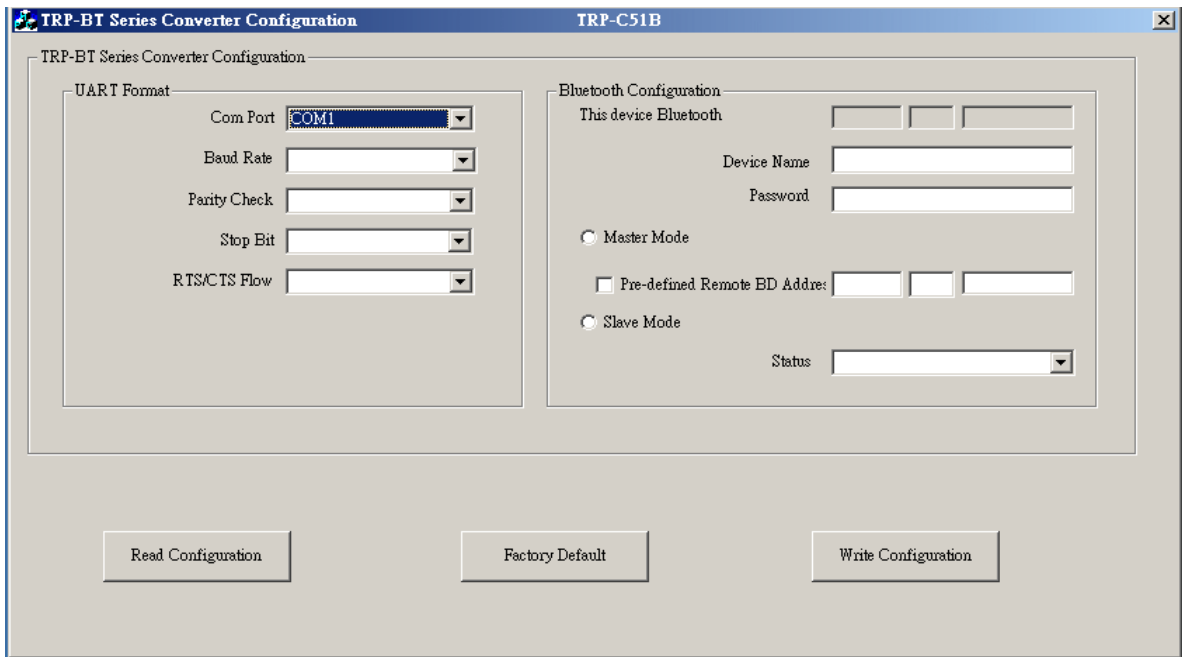 TRP-BT Series Converter Configuration TRP-C51B
TRP-BT Series Converter Configuration
UART Format
Com Port COM1
Baud Rate
Parity Check
Stop Bit
RTS/CTS Flow
Bluetooth Configuration
This device Bluetooth
Device Name
Password
Master Mode
Pre-defined Remote BD Addres
Slave Mode
Status
Read Configuration Factory Default Write Configuration